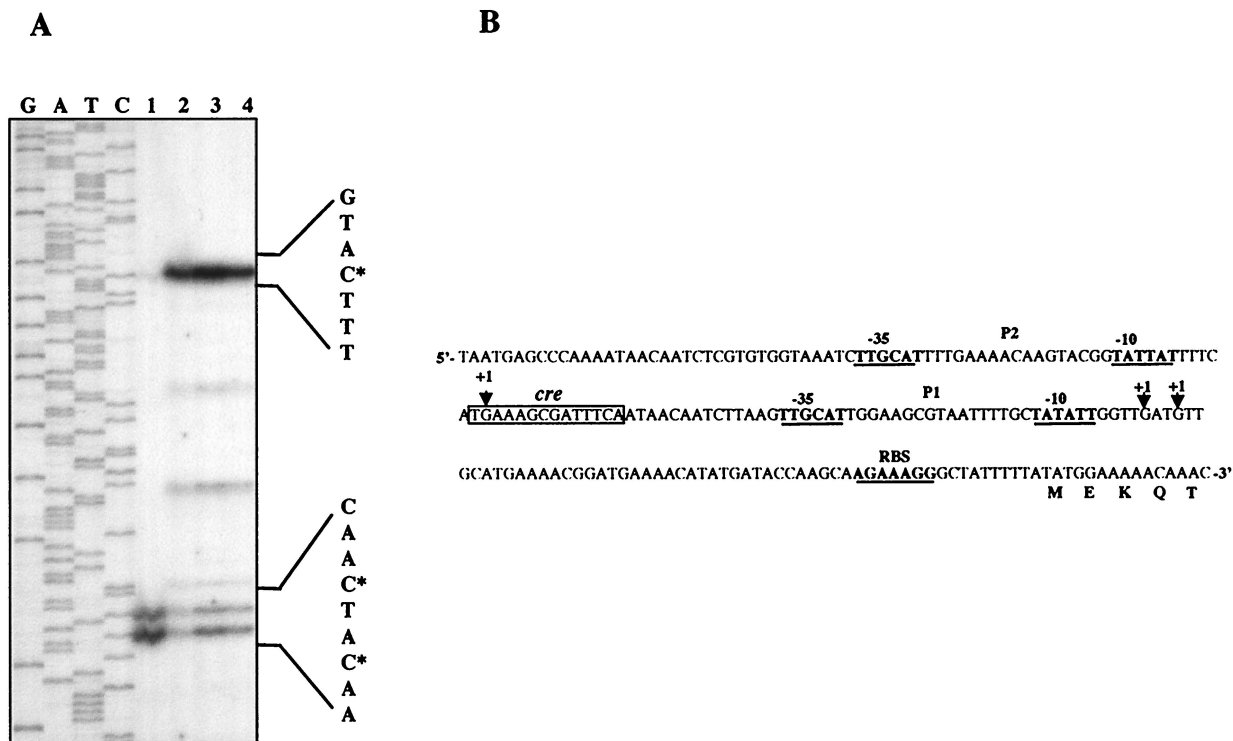 A
B
G A T C 1 2 3 4
G
T
A
C*
T
T
T
C
A
A
C*
T
A
C*
A
A
-35 P2 -10
5'- TAATGAGCCCAAAATAACAATCTCGTGTGGTAAATCTTGCATTTTGAAAACAAGTACGGTATTATTTTC
+1 cre -35 P1 -10 +1 +1
ATGAAAGCGATTTCAATAACAATCTTAAGTTGCATTGGAAGCGTAATTTTGCTATATTGGTTGATGTT
RBS
GCATGAAAACGGATGAAAACATATGATACCAAGCAAGAAAGGGCTATTTTTATATGGAAAAACAAAC -3'
M E K Q T